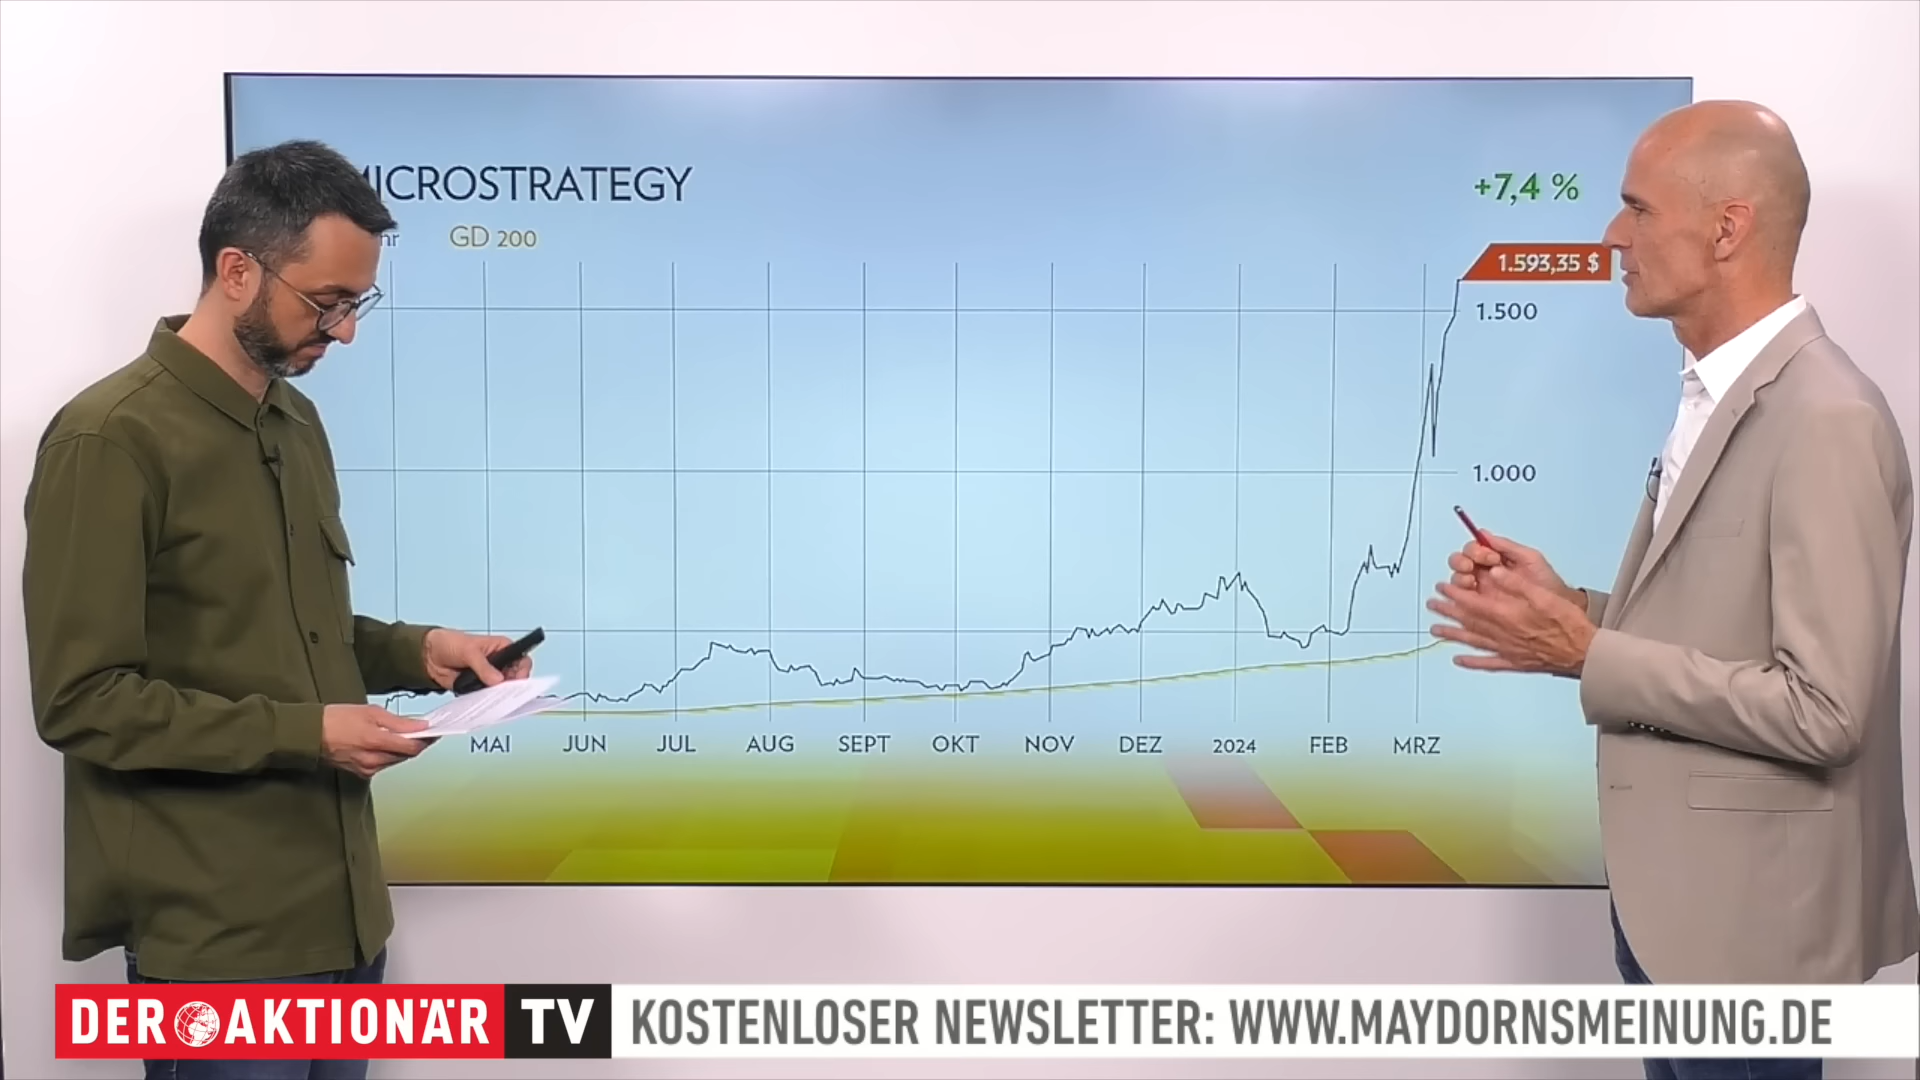 MICROSTRATEGY
+7,4 %
GD 200
1.593,35 $
1.500
1.000
MAI JUN JUL AUG SEPT OKT NOV DEZ 2024 FEB MRZ
DER AKTIONÄR TV KOSTENLOSER NEWSLETTER: WWW.MAYDORNSMEINUNG.DE